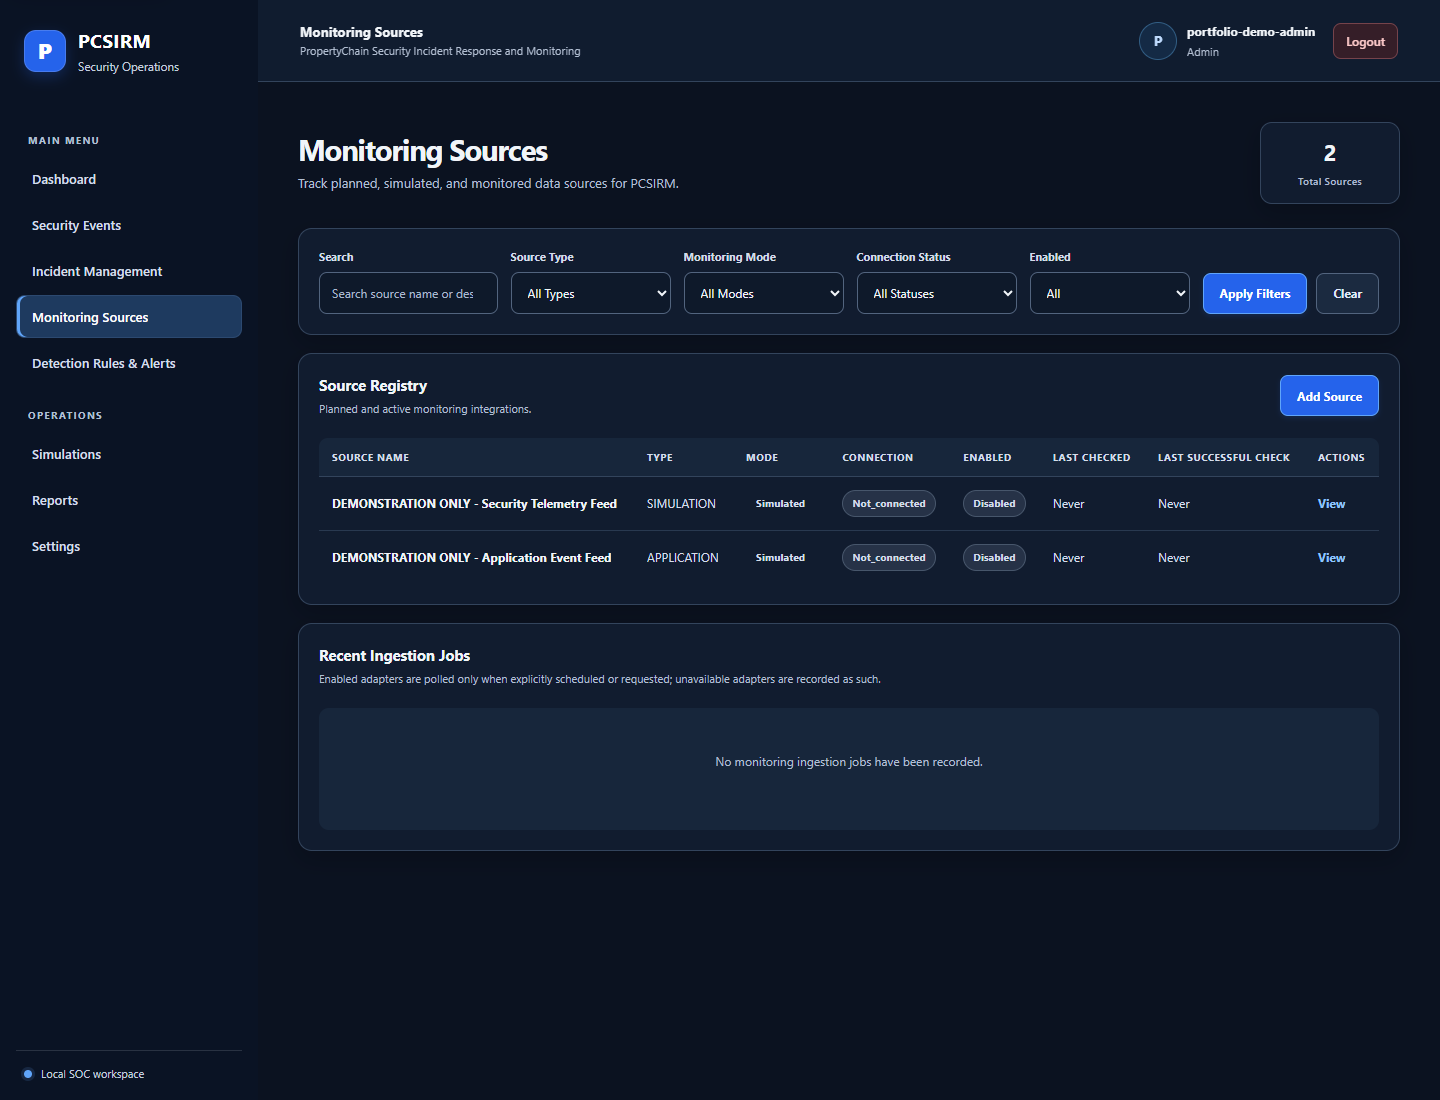 P
PCSIRM
Security Operations
MAIN MENU
Dashboard
Security Events
Incident Management
Monitoring Sources
Detection Rules & Alerts
OPERATIONS
Simulations
Reports
Settings
Local SOC workspace
Monitoring Sources
PropertyChain Security Incident Response and Monitoring
P
portfolio-demo-admin
Admin
Logout
Monitoring Sources
Track planned, simulated, and monitored data sources for PCSIRM.
2
Total Sources
Search Source Type Monitoring Mode Connection Status Enabled
Search source name or des All Types All Modes All Statuses All Apply Filters Clear
Source Registry
Planned and active monitoring integrations.
Add Source
SOURCE NAME TYPE MODE CONNECTION ENABLED LAST CHECKED LAST SUCCESSFUL CHECK ACTIONS
DEMONSTRATION ONLY - Security Telemetry Feed SIMULATION Simulated Not_connected Disabled Never Never View
DEMONSTRATION ONLY - Application Event Feed APPLICATION Simulated Not_connected Disabled Never Never View
Recent Ingestion Jobs
Enabled adapters are polled only when explicitly scheduled or requested; unavailable adapters are recorded as such.
No monitoring ingestion jobs have been recorded.